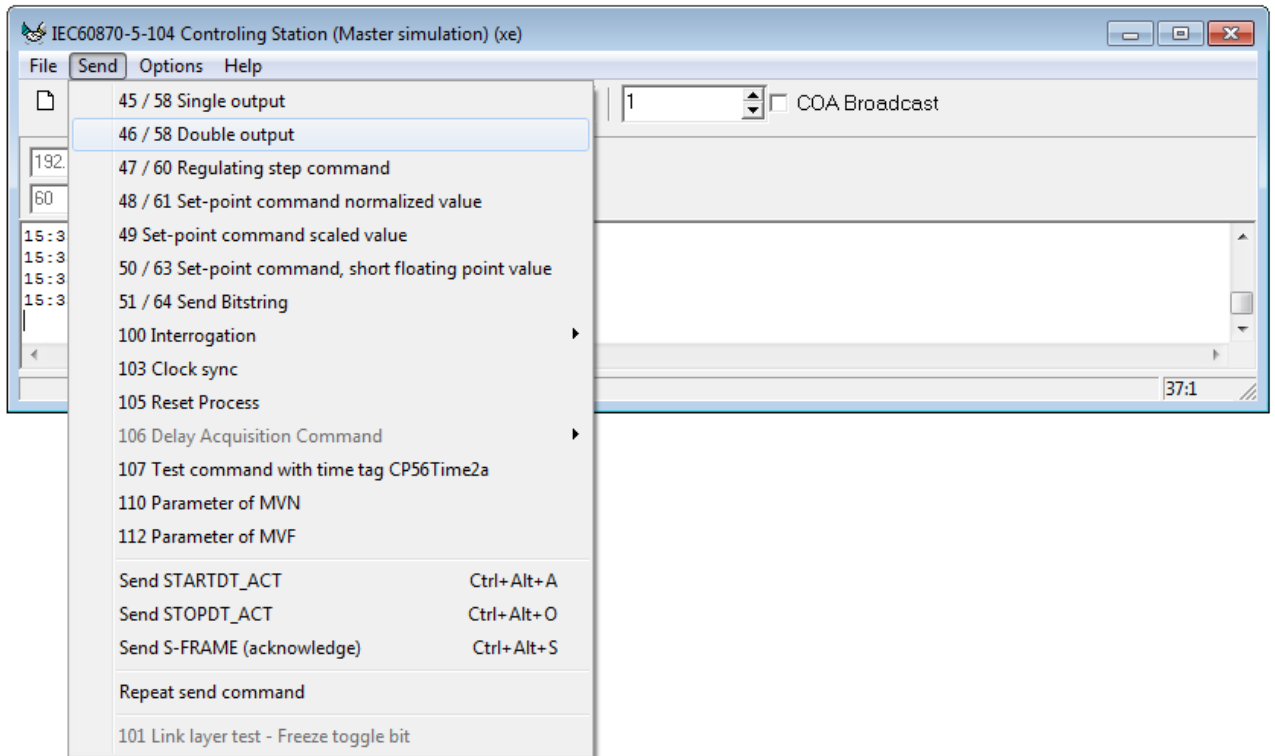 IEC60870-5-104 Controling Station (Master simulation) (xe)
File Send Options Help
1 COA Broadcast
192.
60
15:3
15:3
15:3
15:3
37:1
45 / 58 Single output
46 / 58 Double output
47 / 60 Regulating step command
48 / 61 Set-point command normalized value
49 Set-point command scaled value
50 / 63 Set-point command, short floating point value
51 / 64 Send Bitstring
100 Interrogation
103 Clock sync
105 Reset Process
106 Delay Acquisition Command
107 Test command with time tag CP56Time2a
110 Parameter of MVN
112 Parameter of MVF
Send STARTDT_ACT Ctrl+Alt+A
Send STOPDT_ACT Ctrl+Alt+O
Send S-FRAME (acknowledge) Ctrl+Alt+S
Repeat send command
101 Link layer test - Freeze toggle bit